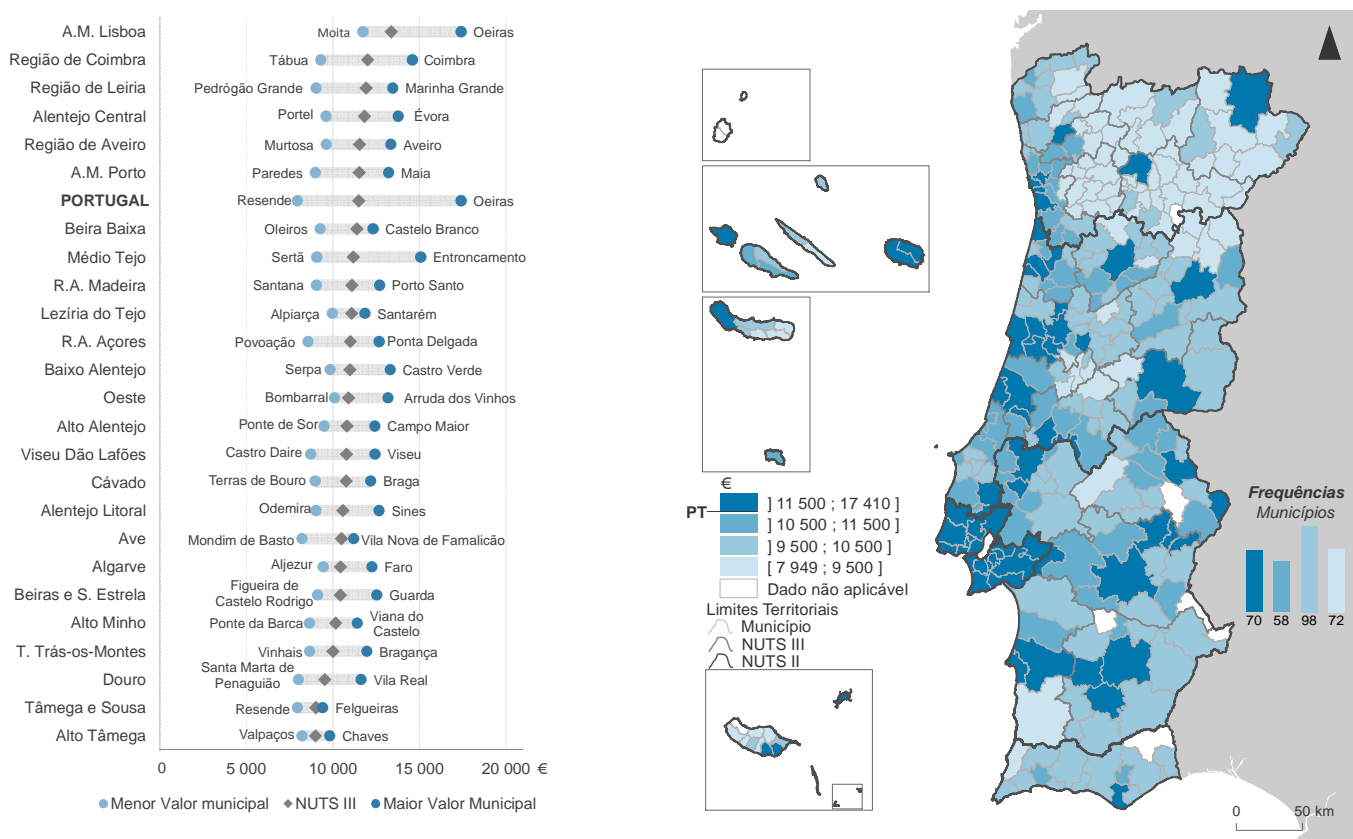 A.M. Lisboa Moita Oeiras
Região de Coimbra Tábua Coimbra
Região de Leiria Pedrógão Grande Marinha Grande
Alentejo Central Portel Évora
Região de Aveiro Murtosa Aveiro
A.M. Porto Paredes Maia
PORTUGAL Resende Oeiras
Beira Baixa Oleiros Castelo Branco
Médio Tejo Sertã Entroncamento
R.A. Madeira Santana Porto Santo
Lezíria do Tejo Alpiarça Santarém
R.A. Açores Povoação Ponta Delgada
Baixo Alentejo Serpa Castro Verde
Oeste Bombarral Arruda dos Vinhos
Alto Alentejo Ponte de Sor Campo Maior
Viseu Dão Lafões Castro Daire Viseu
Cávado Terras de Bouro Braga
Alentejo Litoral Odemira Sines
Ave Mondim de Basto Vila Nova de Famalicão
Algarve Aljezur Faro
Beiras e S. Estrela Figueira de
Castelo Rodrigo Guarda
Alto Minho Ponte da Barca Viana do
Castelo
T. Trás-os-Montes Vinhais Bragança
Douro Santa Marta de
Penaguião Vila Real
Tâmega e Sousa Resende Felgueiras
Alto Tâmega Valpaços Chaves
0 5 000 10 000 15 000 20 000 €
Menor Valor municipal NUTS III Maior Valor Municipal
€
PT
] 11 500 ; 17 410 ]
] 10 500 ; 11 500 ]
] 9 500 ; 10 500 ]
[ 7 949 ; 9 500 ]
Dado não aplicável
Limites Territoriais
Município
NUTS III
NUTS II
Frequências
Municípios
70 58 98 72
0 50 km